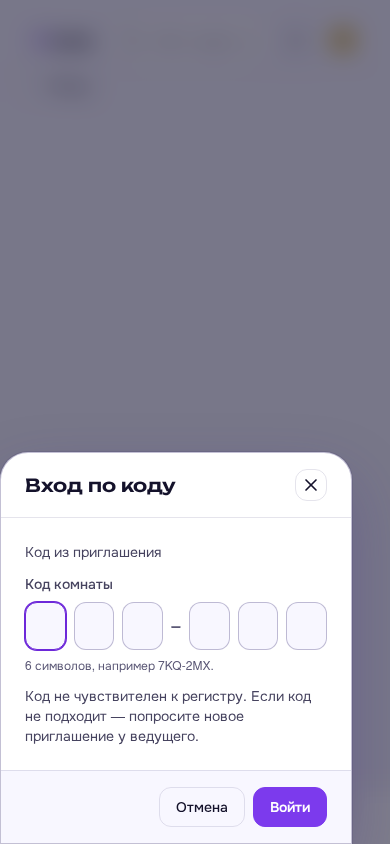 Вход по коду
Код из приглашения
Код комнаты
–
6 символов, например 7KQ-2MX.
Код не чувствителен к регистру. Если код
не подходит — попросите новое
приглашение у ведущего.
Отмена
Войти